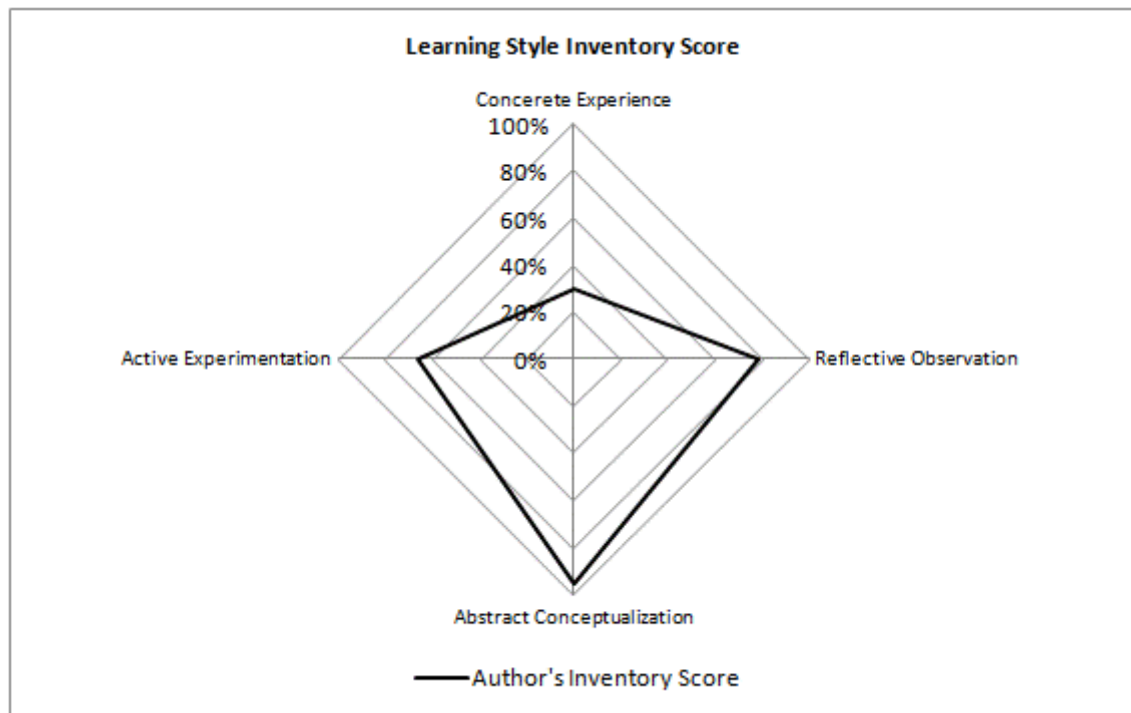 Learning Style Inventory Score
Concerete Experience
100%
80%
60%
40%
20%
0%
Active Experimentation
Reflective Observation
Abstract Conceptualization
Author's Inventory Score